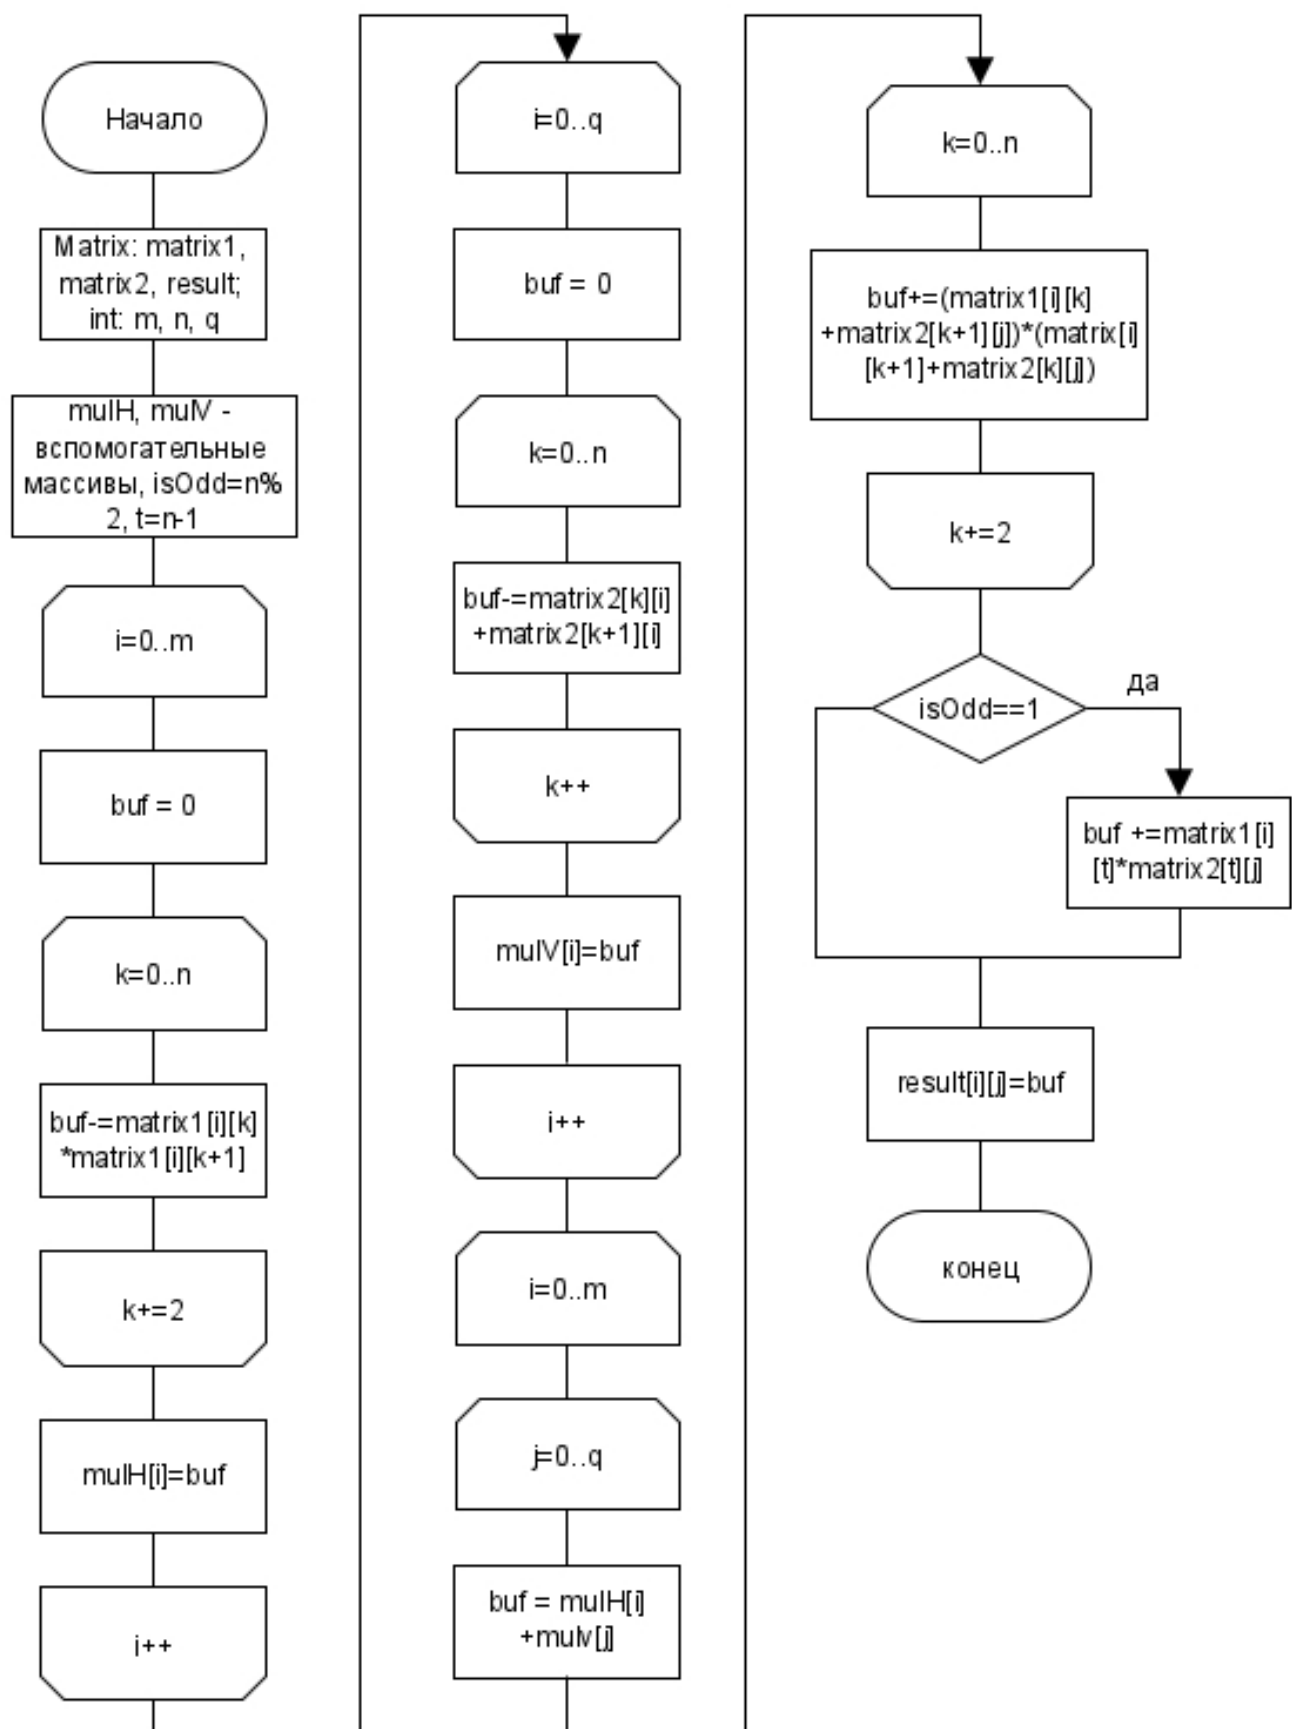 Начало
Matrix: matrix1,
matrix2, result;
int: m, n, q
mulH, mulV -
вспомогательные
массивы, isOdd=n%
2, t=n-1
i=0..m
buf = 0
k=0..n
buf-=matrix1[i][k]
*matrix1[i][k+1]
k+=2
mulH[i]=buf
i++
i=0..q
buf = 0
k=0..n
buf-=matrix2[k][i]
+matrix2[k+1][i]
k++
mulV[i]=buf
i++
i=0..m
j=0..q
buf = mulH[i]
+mulv[j]
k=0..n
buf+=(matrix1[i][k]
+matrix2[k+1][j])*(matrix[i]
[k+1]+matrix2[k][j])
k+=2
isOdd==1
да
buf +=matrix1[i]
[t]*matrix2[t][j]
result[i][j]=buf
конец